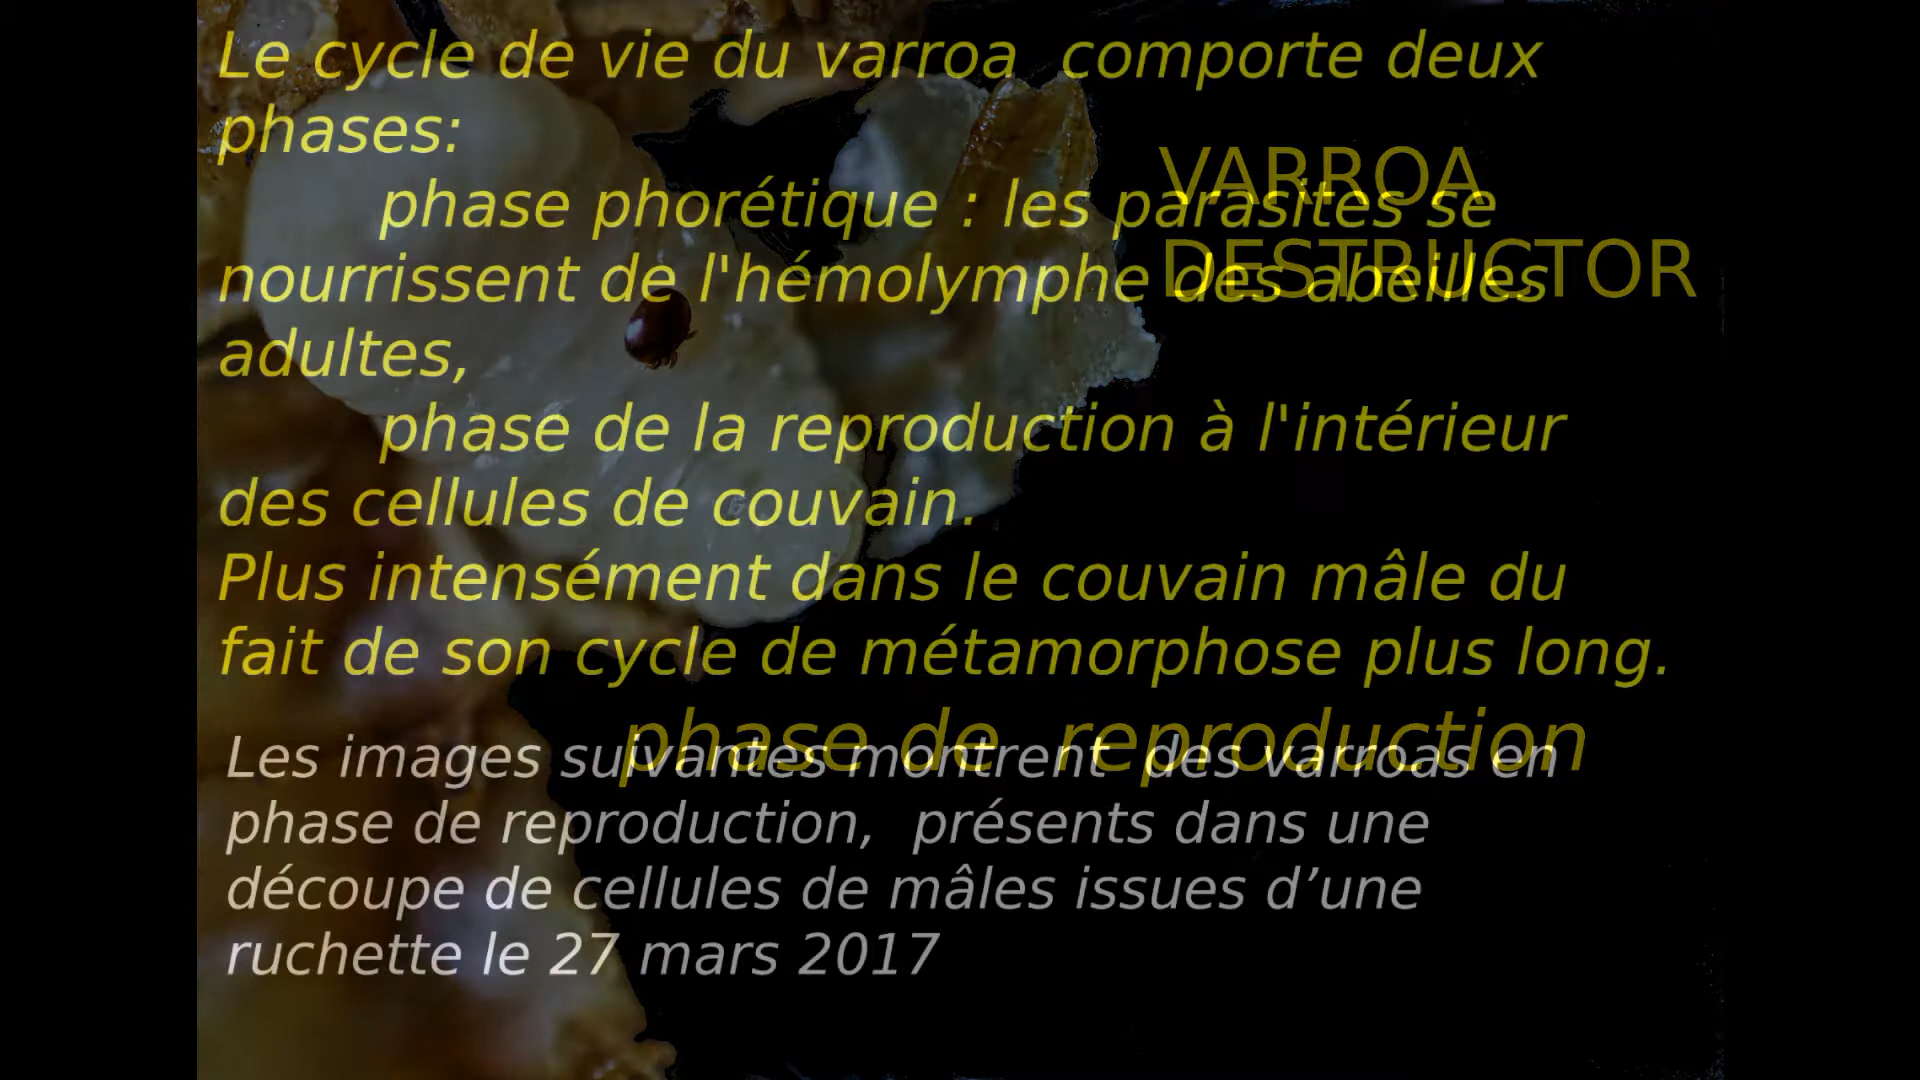 Le cycle de vie du varroa  comporte deux
phases:
phase phorétique : les parasites se
nourrissent de l'hémolymphe des abeilles
adultes,
phase de la reproduction à l'intérieur
des cellules de couvain.
Plus intensément dans le couvain mâle du
fait de son cycle de métamorphose plus long.
Les images suivantes montrent  des varroas en
phase de reproduction,  présents dans une
découpe de cellules de mâles issues d’une
ruchette le 27 mars 2017
VARROA
DESTRUCTOR
phase de  reproduction